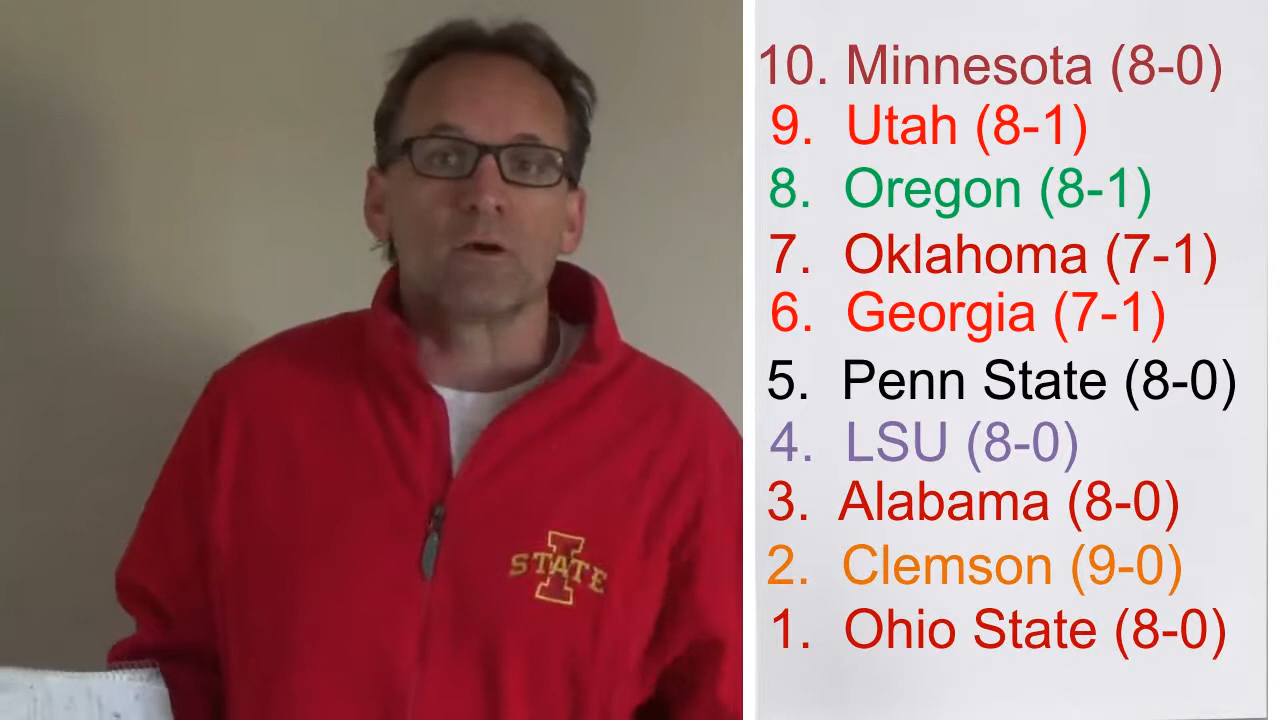 10. Minnesota (8-0)
9. Utah (8-1)
8. Oregon (8-1)
7. Oklahoma (7-1)
6. Georgia (7-1)
5. Penn State (8-0)
4. LSU (8-0)
3. Alabama (8-0)
2. Clemson (9-0)
1. Ohio State (8-0)
I
STATE